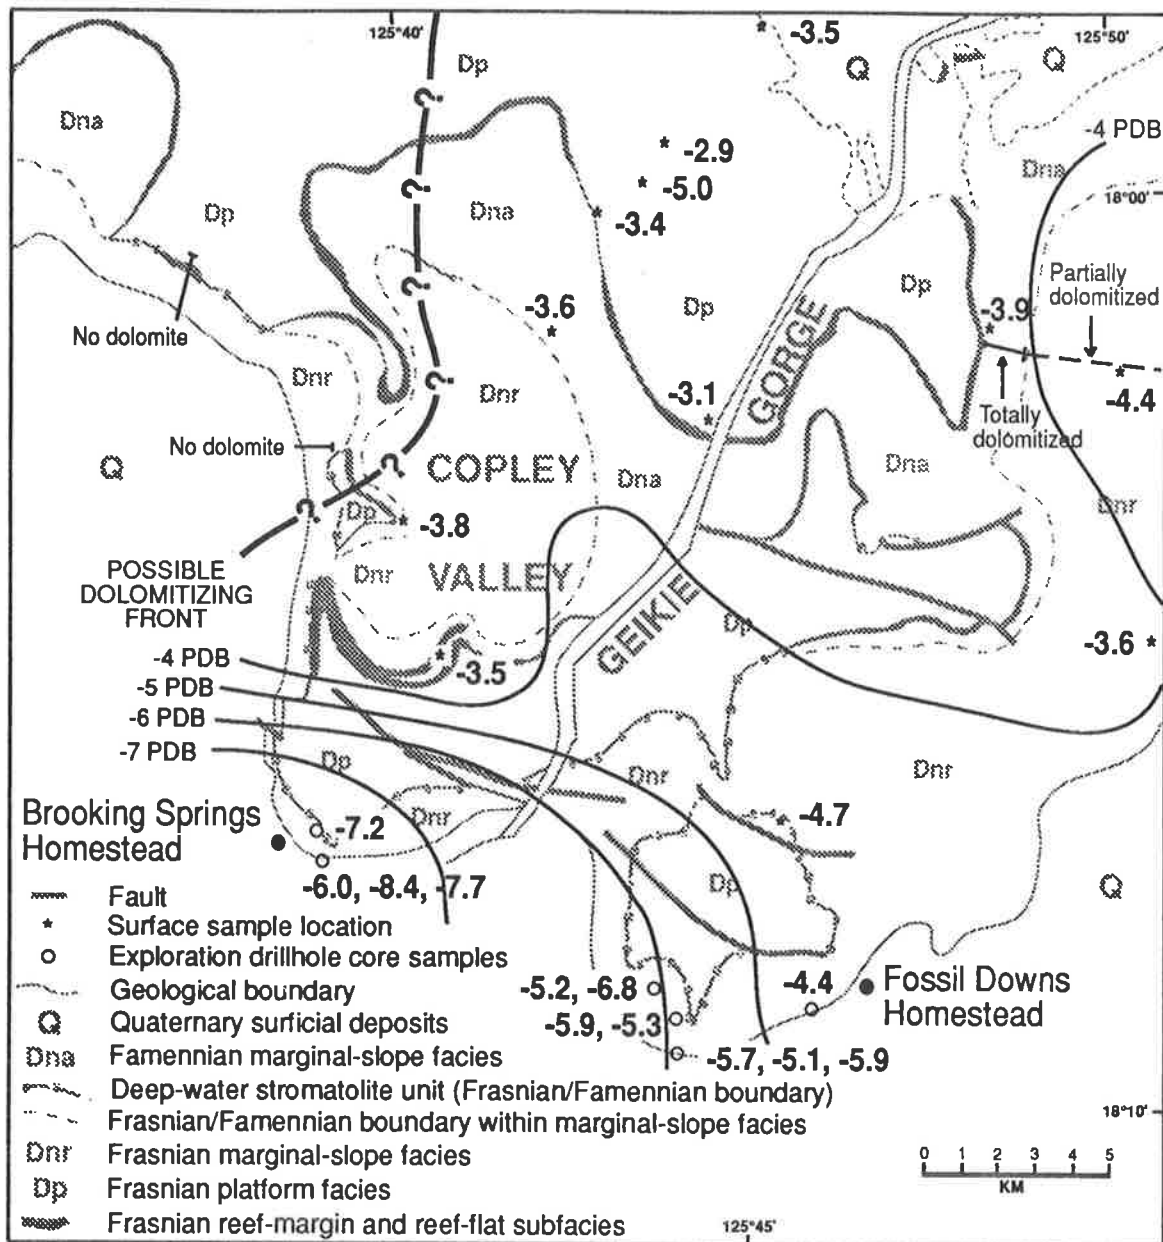 125°40'
-3.5
125°50'
Dp
Q
Q
?
Dna
-4 PDB
-2.9
?
-5.0
Dna
Dp
Dna
-3.4
18°00'
?
Dp
Partially
dolomitized
No dolomite
-3.6
Dp
-3.9
Dnr
?
Dnr
-3.1
GORGE
-4.4
Totally
dolomitized
No dolomite
Q
?
COPLEY
Dna
Dna
Dnr
?
Dp
-3.8
POSSIBLE
DOLOMITIZING
FRONT
Dnr
VALLEY
GEIKIE
Dp
-3.6
-4 PDB
-3.5
-5 PDB
-6 PDB
-7 PDB
Dp
Dnr
Dnr
Brooking Springs
Homestead
-7.2
Dnr
-4.7
-6.0, -8.4, -7.7
Dp
Q
Fault
Surface sample location
Exploration drillhole core samples
-5.2, -6.8
-4.4
Fossil Downs
Homestead
Geological boundary
Q Quaternary surficial deposits
-5.9, -5.3
Dna Famennian marginal-slope facies
-5.7, -5.1, -5.9
Deep-water stromatolite unit (Frasnian/Famennian boundary)
Frasnian/Famennian boundary within marginal-slope facies
18°10'
Dnr Frasnian marginal-slope facies
0 1 2 3 4 5
KM
Dp Frasnian platform facies
Frasnian reef-margin and reef-flat subfacies
125°45'